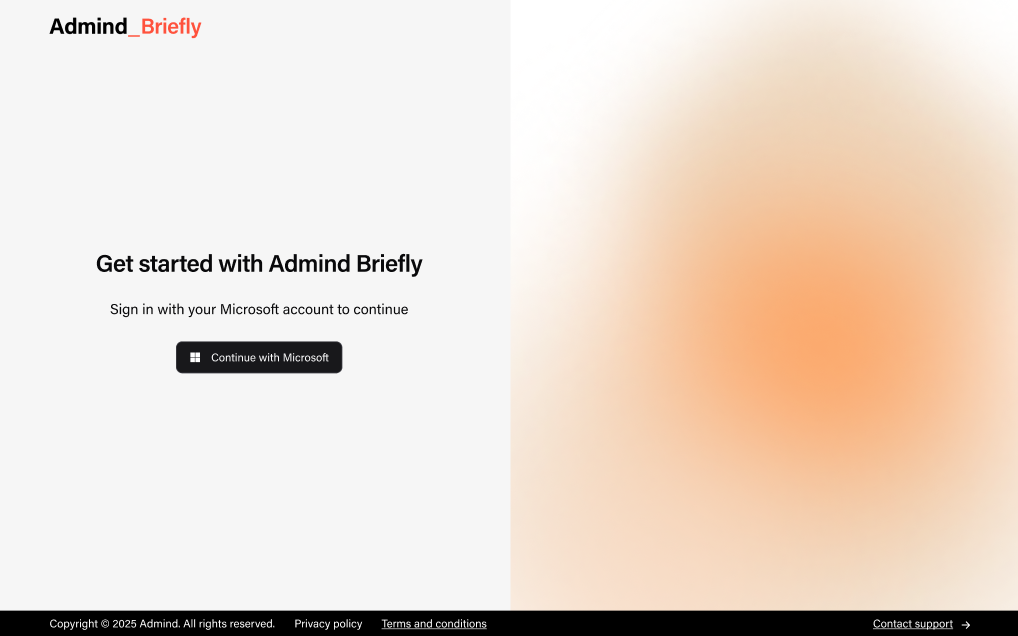 Admind_Briefly
Get started with Admind Briefly
Sign in with your Microsoft account to continue
Continue with Microsoft
Copyright © 2025 Admind. All rights reserved. Privacy policy Terms and conditions Contact support →